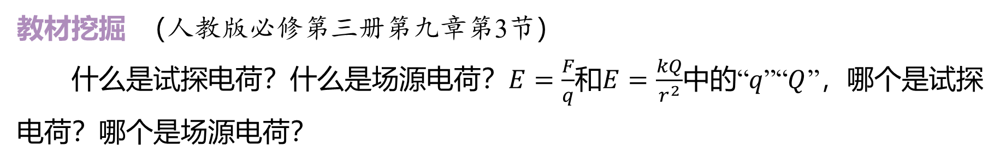 教材挖掘 (人教版必修第三册第九章第3节)
什么是试探电荷？什么是场源电荷？E = \frac{F}{q}和E = \frac{kQ}{r^2}中的“q”“Q”，哪个是试探
电荷？哪个是场源电荷？